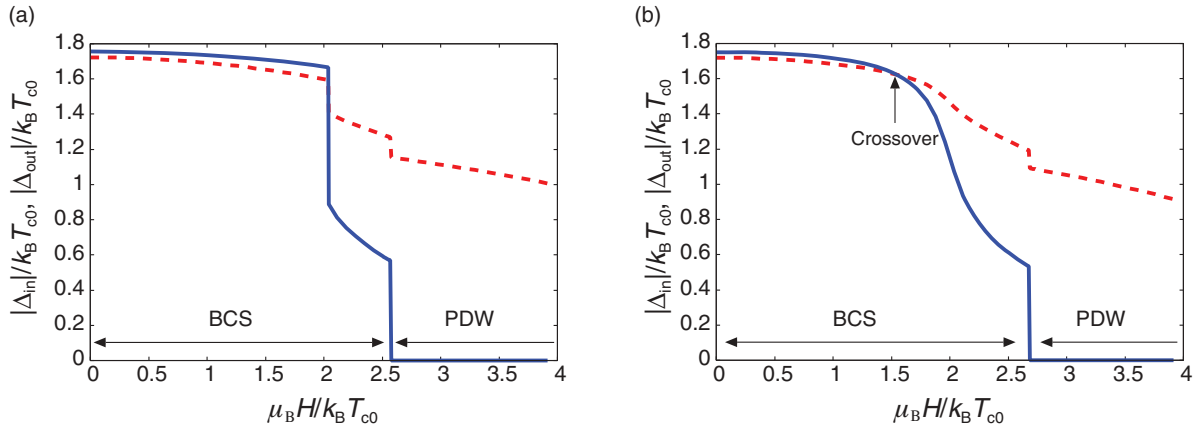 (a)
|Δin|/kBTc0, |Δout|/kBTc0
1.8
1.6
1.4
1.2
1
0.8
0.6
0.4
0.2
0
BCS
PDW
0 0.5 1 1.5 2 2.5 3 3.5 4
μBH/kBTc0
(b)
|Δin|/kBTc0, |Δout|/kBTc0
1.8
1.6
1.4
1.2
1
0.8
0.6
0.4
0.2
0
Crossover
BCS
PDW
0 0.5 1 1.5 2 2.5 3 3.5 4
μBH/kBTc0